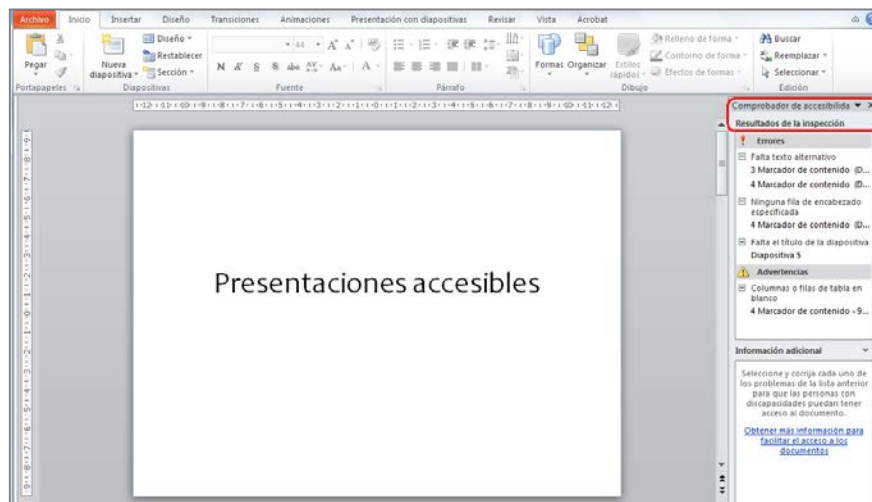 Archivo Inicio Insertar Diseño Transiciones Animaciones Presentación con diapositivas Revisar Vista Acrobat
Pegar
Portapapeles
Nueva diapositiva
Diseño
Restablecer
Sección
Diapositivas
44 A A
N K S S abc AV Aa A
Fuente
Párrafo
Formas Organizar Estilos rápidos
Relleno de forma
Contorno de forma
Efectos de formas
Dibujo
Buscar
Reemplazar
Seleccionar
Edición
Comprobador de accesibilida
Resultados de la inspección
Errores
Falta texto alternativo
3 Marcador de contenido (D...
4 Marcador de contenido (D...
Ninguna fila de encabezado
especificada
4 Marcador de contenido (D...
Falta el título de la diapositiva
Diapositiva 5
Advertencias
Columnas o filas de tabla en
blanco
4 Marcador de contenido - 9...
Información adicional
Seleccione y corrija cada uno de
los problemas de la lista anterior
para que las personas con
discapacidades puedan tener
acceso al documento.
Obtener más información para
facilitar el acceso a los
documentos
Presentaciones accesibles